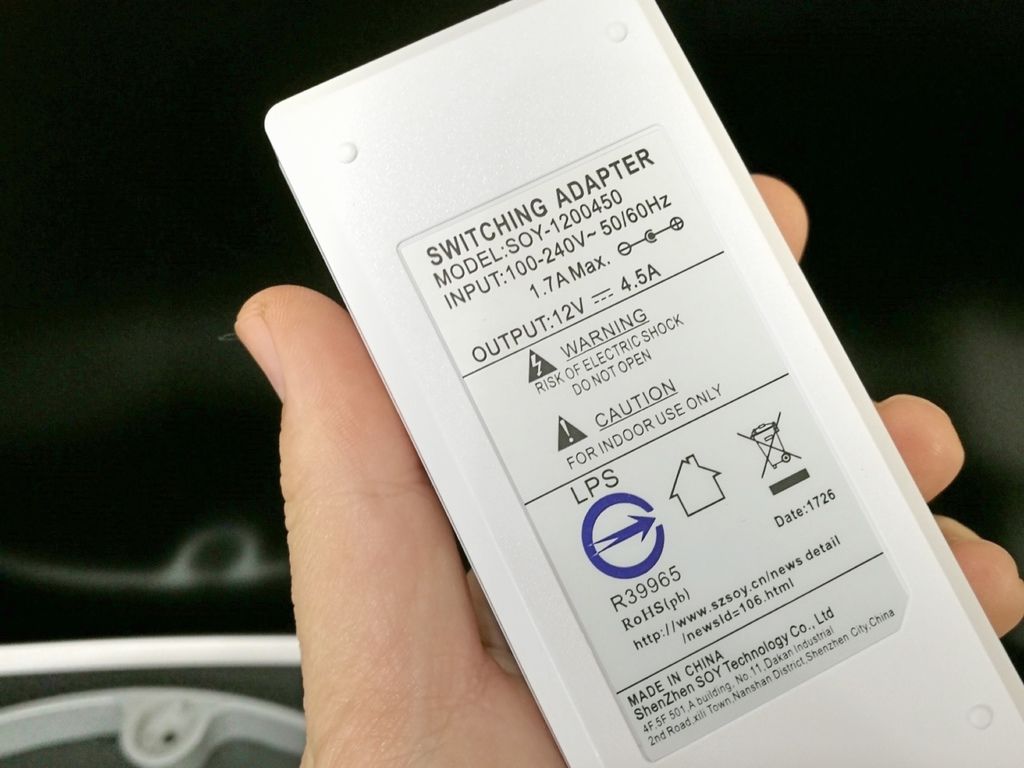 SWITCHING ADAPTER
MODEL:SOY-1200450
INPUT:100-240V~50/60Hz
1.7A Max.
OUTPUT:12V 4.5A
WARNING
RISK OF ELECTRIC SHOCK
DO NOT OPEN
CAUTION
FOR INDOOR USE ONLY
LPS
R39965
RoHS(pb)
Date:1726
http://www.szsoy.cn/news detail
/newsId=106.html
MADE IN CHINA
ShenZhen SOY Technology Co., Ltd
4F,5F 501,A building, No.11, Dakan Industrial
2nd Road,xili Town,Nanshan District,Shenzhen City,China